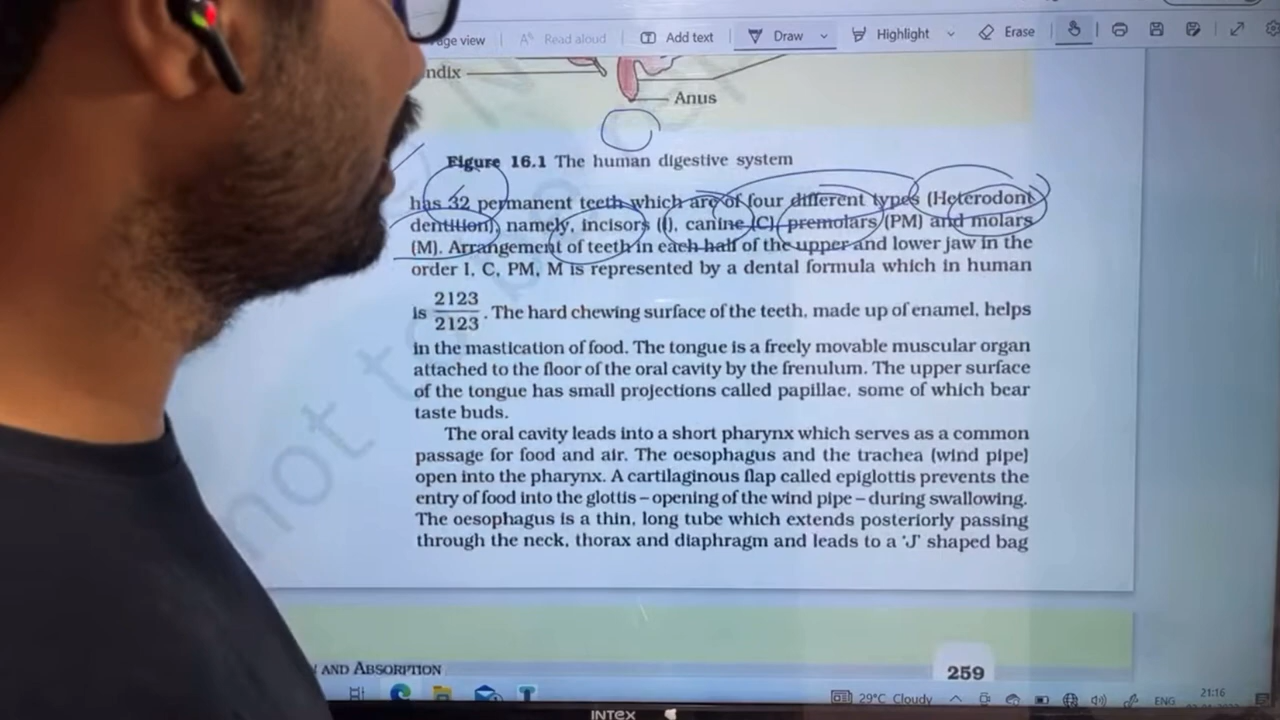 age view
Read aloud
Add text
Draw
Highlight
Erase
ndix
Anus
Figure 16.1 The human digestive system
has 32 permanent teeth which are of four different types (Heterodont
dentition), namely, incisors (I), canine (C), premolars (PM) and molars
(M). Arrangement of teeth in each half of the upper and lower jaw in the
order I, C, PM, M is represented by a dental formula which in human
2123
is . The hard chewing surface of the teeth, made up of enamel, helps
2123
in the mastication of food. The tongue is a freely movable muscular organ
attached to the floor of the oral cavity by the frenulum. The upper surface
of the tongue has small projections called papillae, some of which bear
taste buds.
The oral cavity leads into a short pharynx which serves as a common
passage for food and air. The oesophagus and the trachea (wind pipe)
open into the pharynx. A cartilaginous flap called epiglottis prevents the
entry of food into the glottis – opening of the wind pipe – during swallowing.
The oesophagus is a thin, long tube which extends posteriorly passing
through the neck, thorax and diaphragm and leads to a ‘J’ shaped bag
not to be
AND ABSORPTION
259
29°C Cloudy
ENG
21:16
INTEX